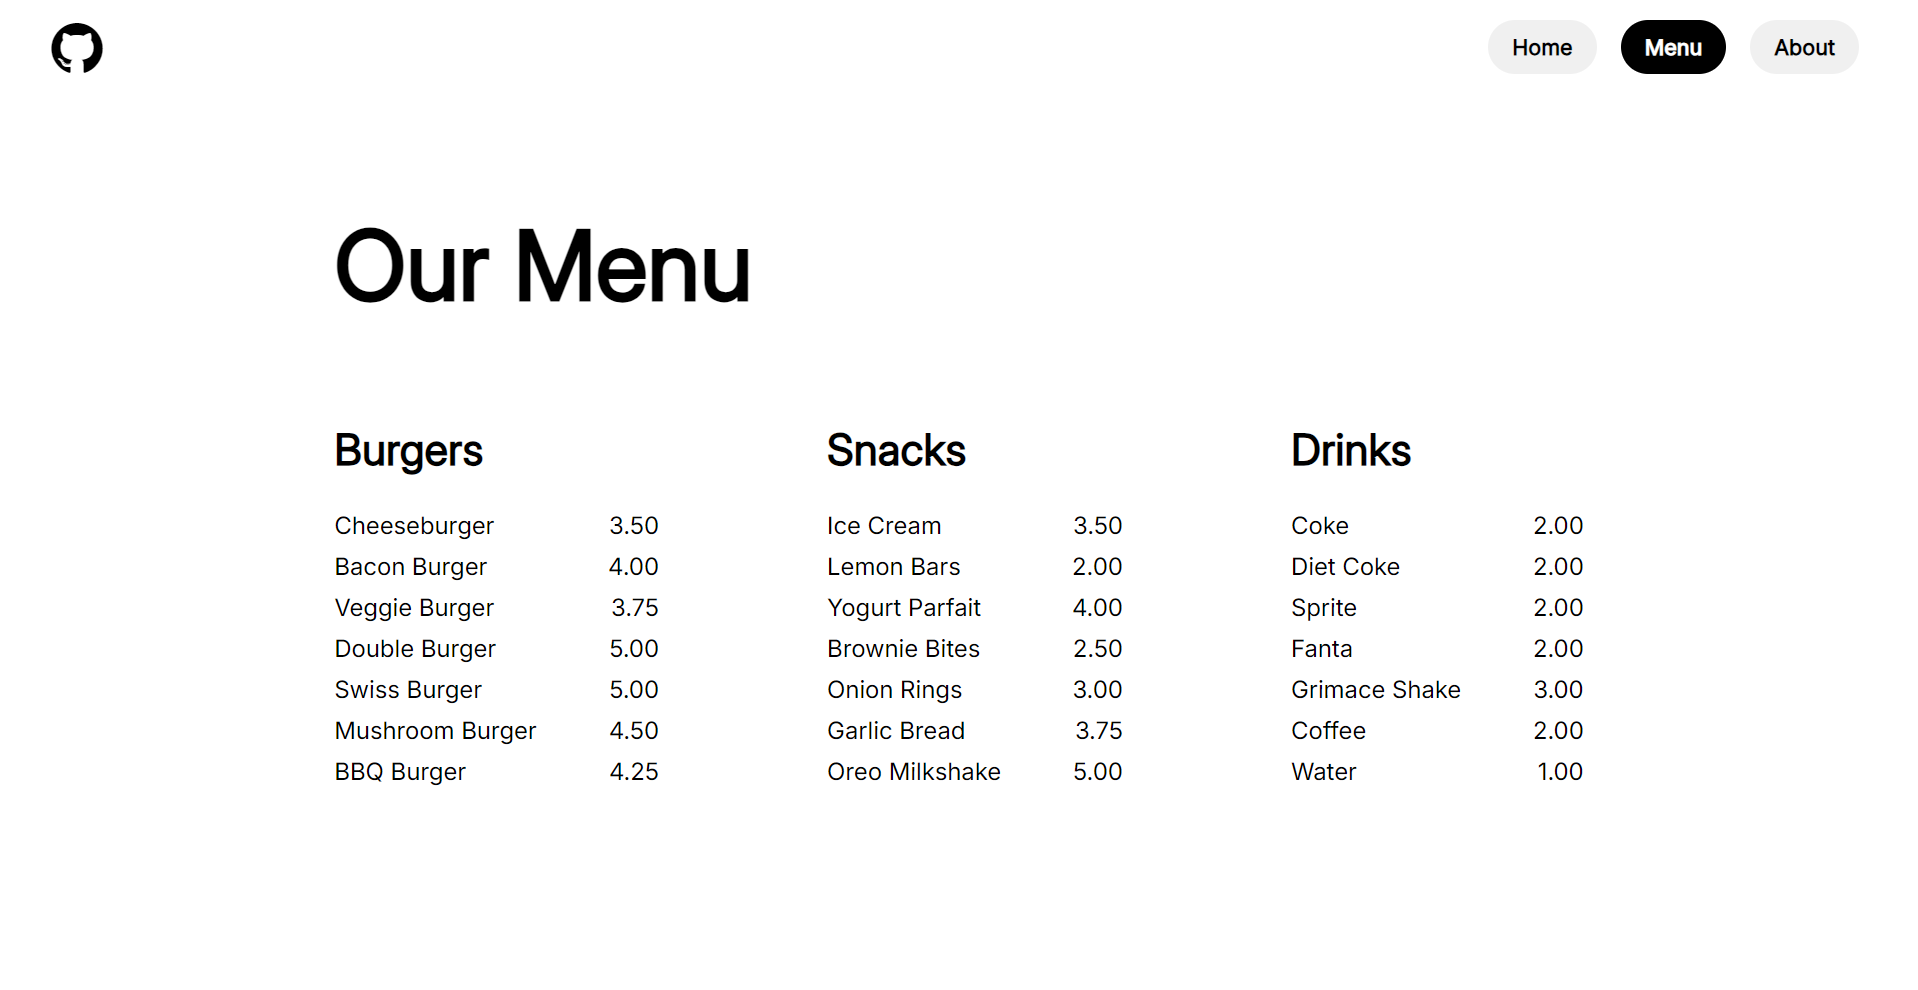 Home Menu About
Our Menu
Burgers
Cheeseburger 3.50
Bacon Burger 4.00
Veggie Burger 3.75
Double Burger 5.00
Swiss Burger 5.00
Mushroom Burger 4.50
BBQ Burger 4.25
Snacks
Ice Cream 3.50
Lemon Bars 2.00
Yogurt Parfait 4.00
Brownie Bites 2.50
Onion Rings 3.00
Garlic Bread 3.75
Oreo Milkshake 5.00
Drinks
Coke 2.00
Diet Coke 2.00
Sprite 2.00
Fanta 2.00
Grimace Shake 3.00
Coffee 2.00
Water 1.00